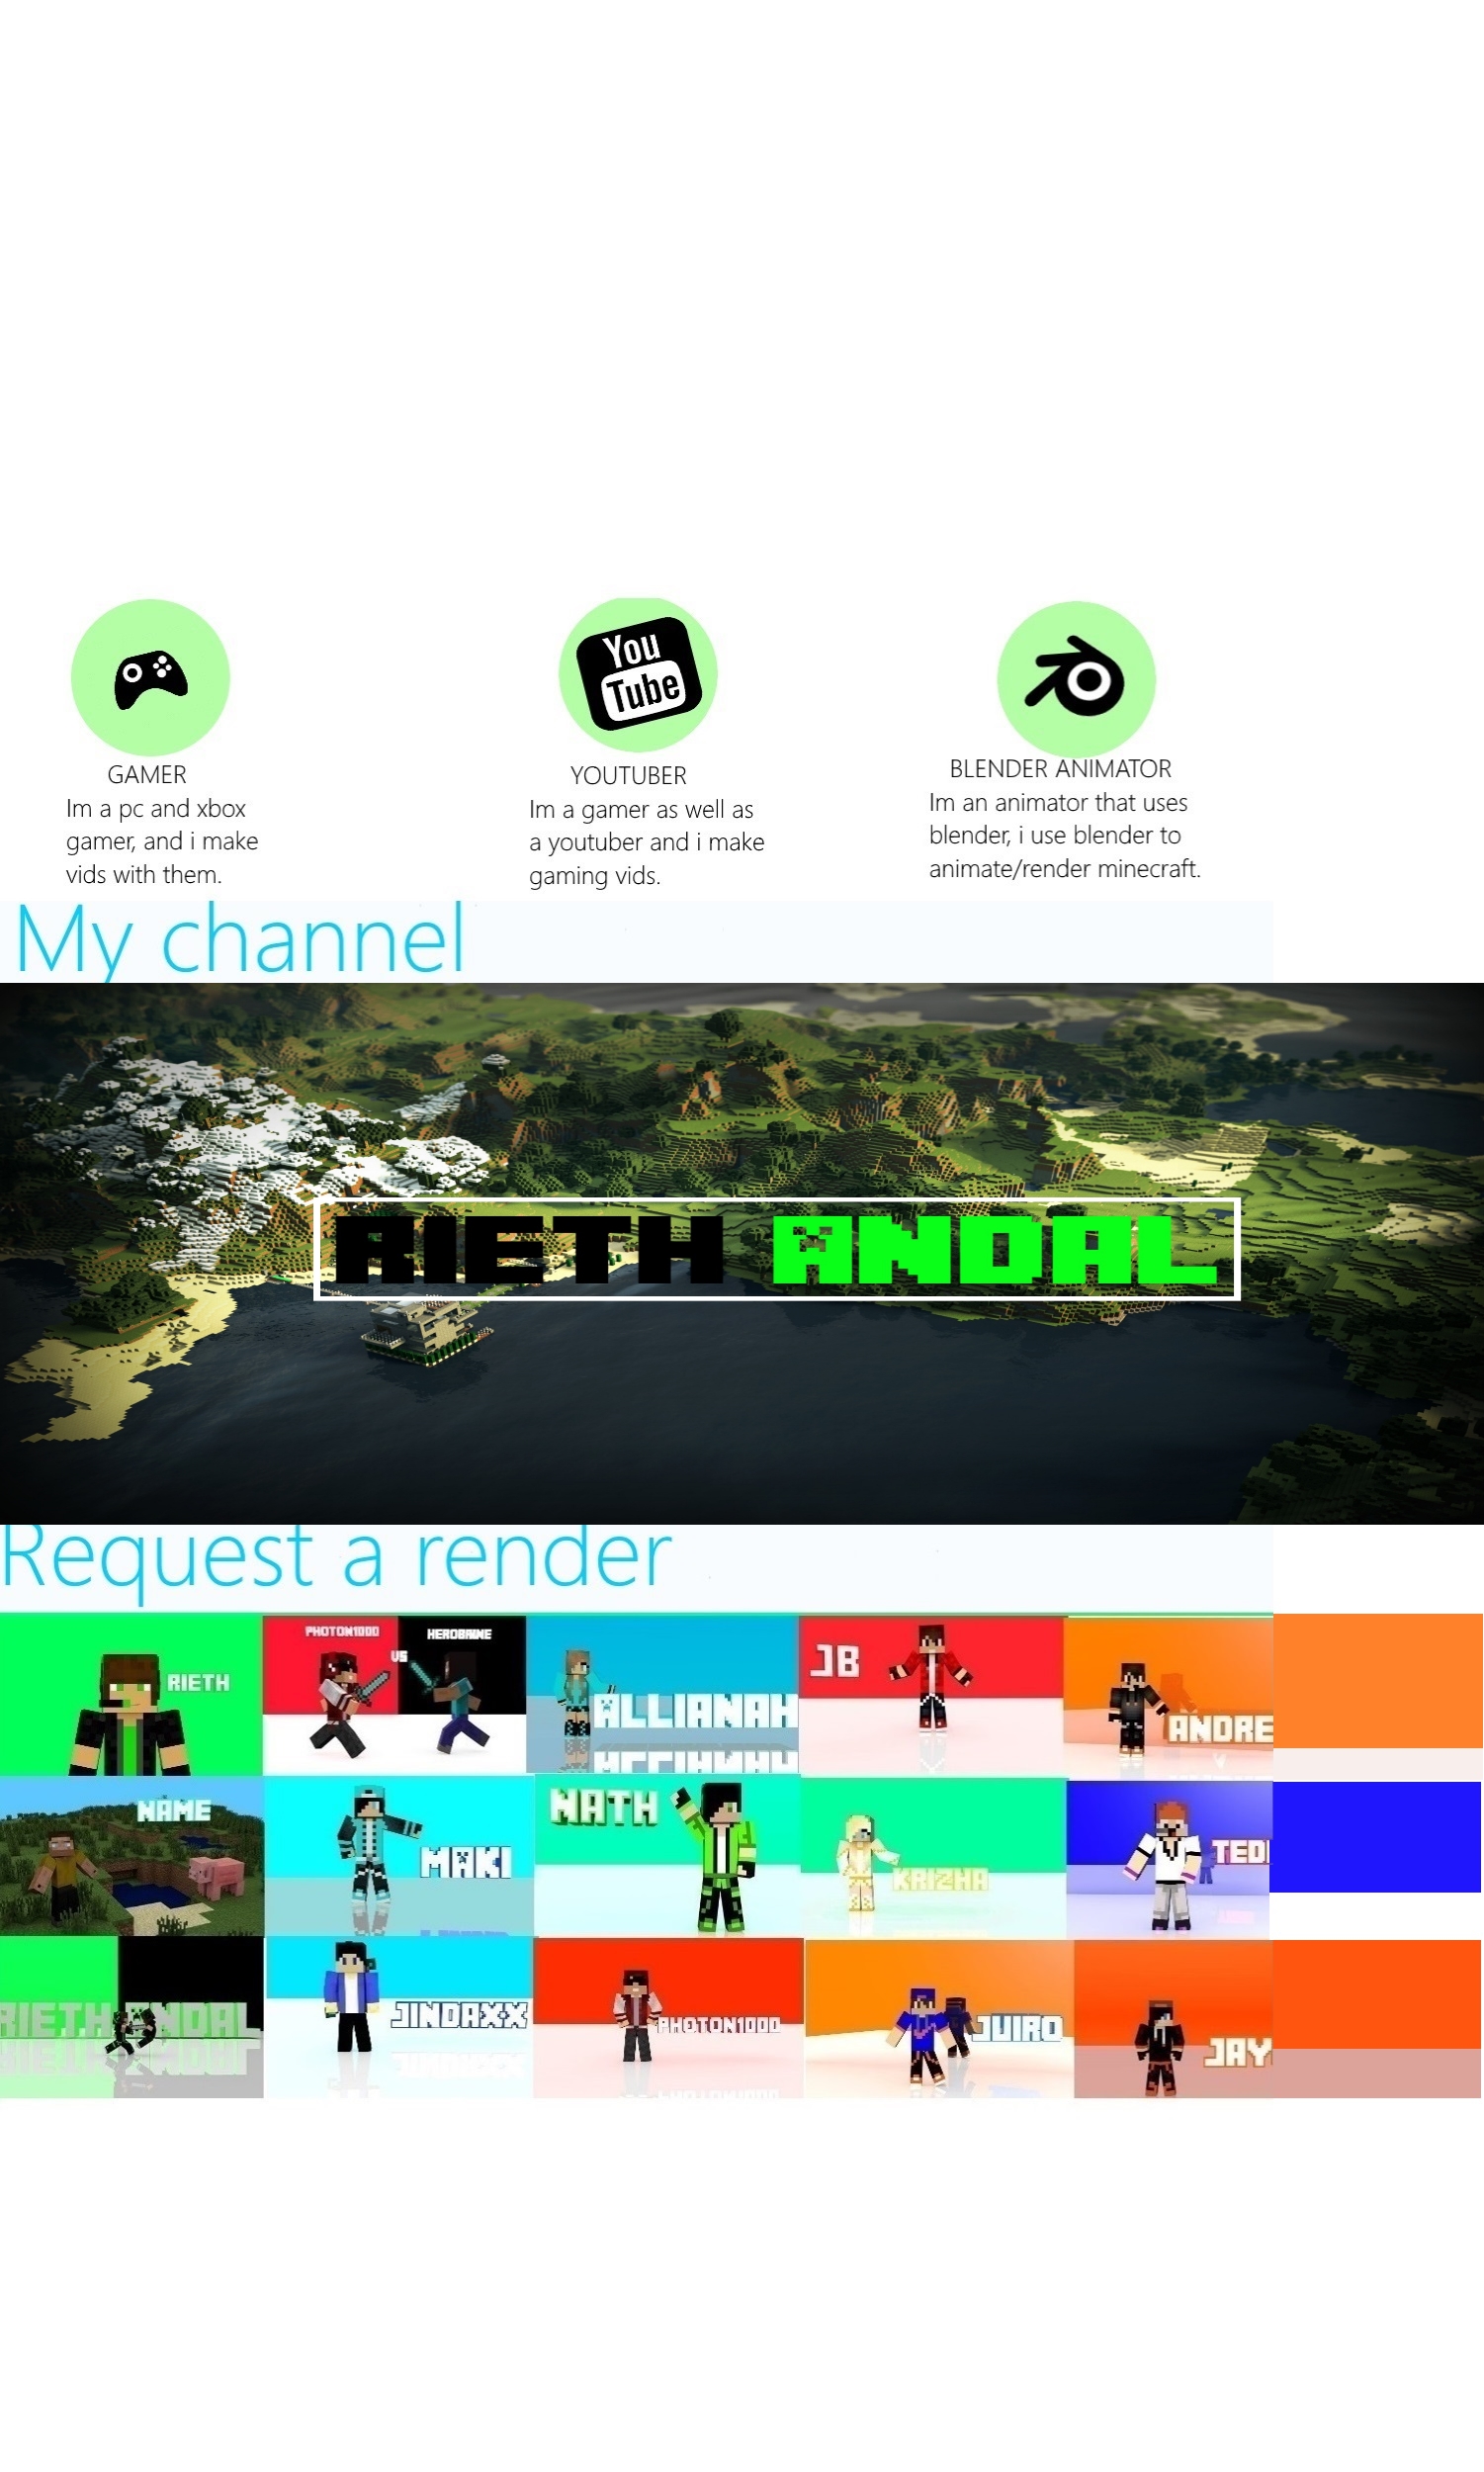 You
Tube
GAMER
Im a pc and xbox
gamer, and i make
vids with them.
YOUTUBER
Im a gamer as well as
a youtuber and i make
gaming vids.
BLENDER ANIMATOR
Im an animator that uses
blender, i use blender to
animate/render minecraft.
My channel
RIETH ANDAL
Request a render
RIETH
PHOTON1000
VS
HEROBRINE
ALLIANAH
JB
ANDRE
NAME
MAKI
NATH
KRIZHA
TED
RIETH ANDAL
JINDAXX
PHOTON1000
JUIRO
JAY